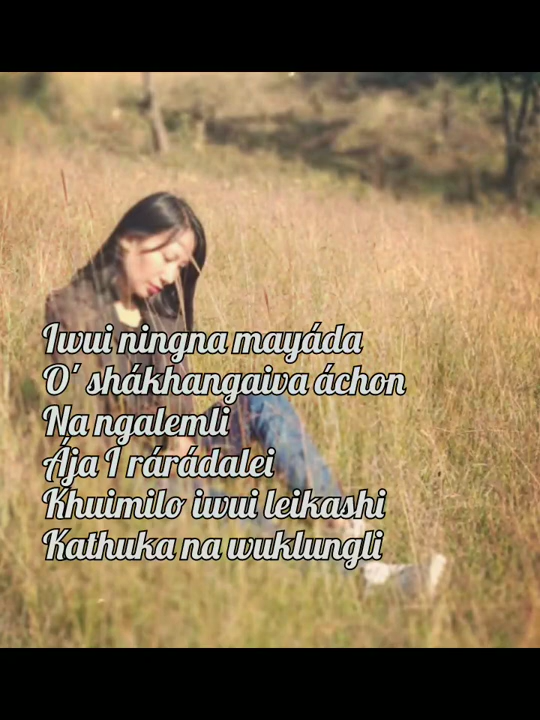 Iwui ningna mayáda
O' shákhangaiva áchon
Na ngalemli
Ája I rárádalei
Khuimilo iwui leikashi
Kathuka na wuklungli